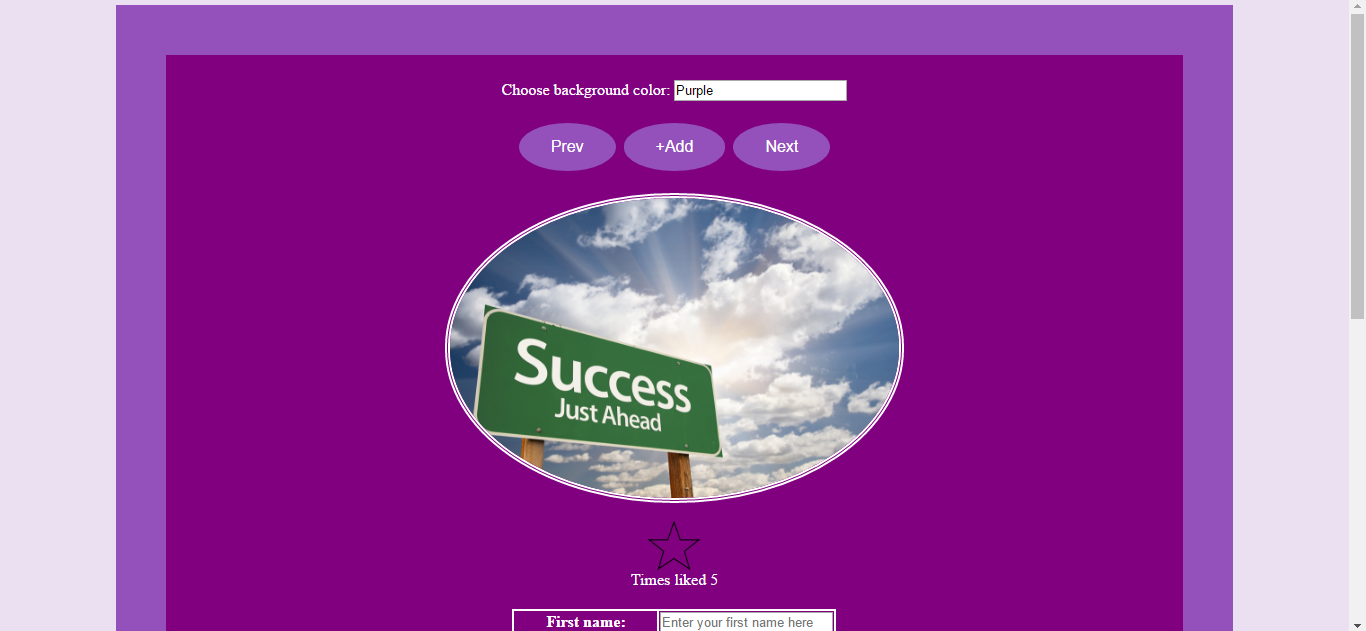 Choose background color: Purple
Prev +Add Next
Success
Just Ahead
Times liked 5
First name: Enter your first name here